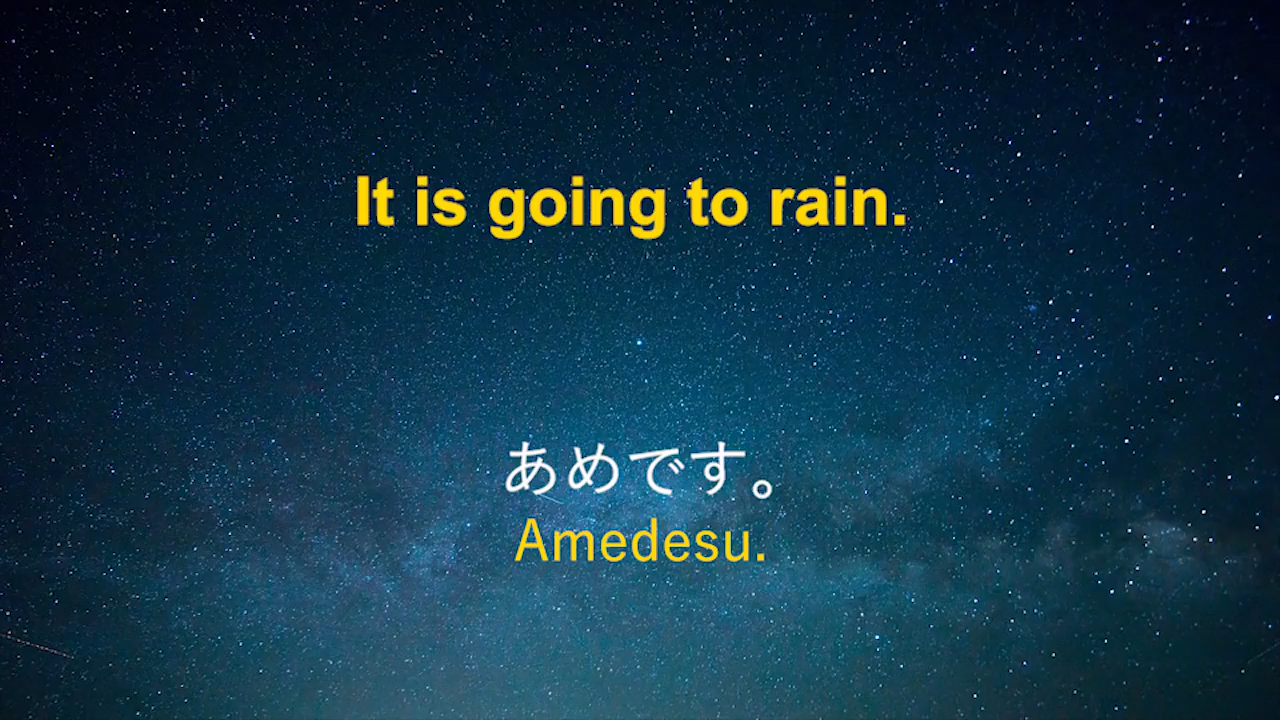 It is going to rain.
あめです。
Amedesu.